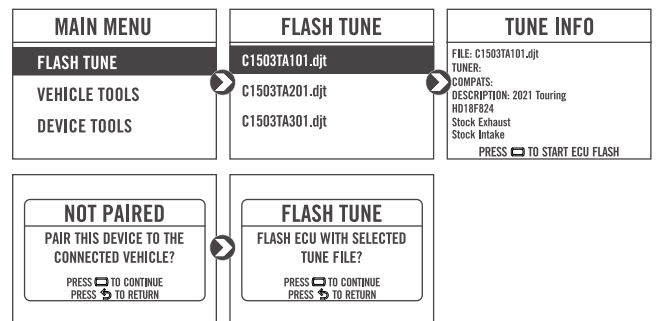 MAIN MENU
FLASH TUNE
VEHICLE TOOLS
DEVICE TOOLS
FLASH TUNE
C1503TA101.djt
C1503TA201.djt
C1503TA301.djt
TUNE INFO
FILE: C1503TA101.djt
TUNER:
COMPATS:
DESCRIPTION: 2021 Touring
HD18F824
Stock Exhaust
Stock Intake
PRESS TO START ECU FLASH
NOT PAIRED
PAIR THIS DEVICE TO THE
CONNECTED VEHICLE?
PRESS TO CONTINUE
PRESS TO RETURN
FLASH TUNE
FLASH ECU WITH SELECTED
TUNE FILE?
PRESS TO CONTINUE
PRESS TO RETURN